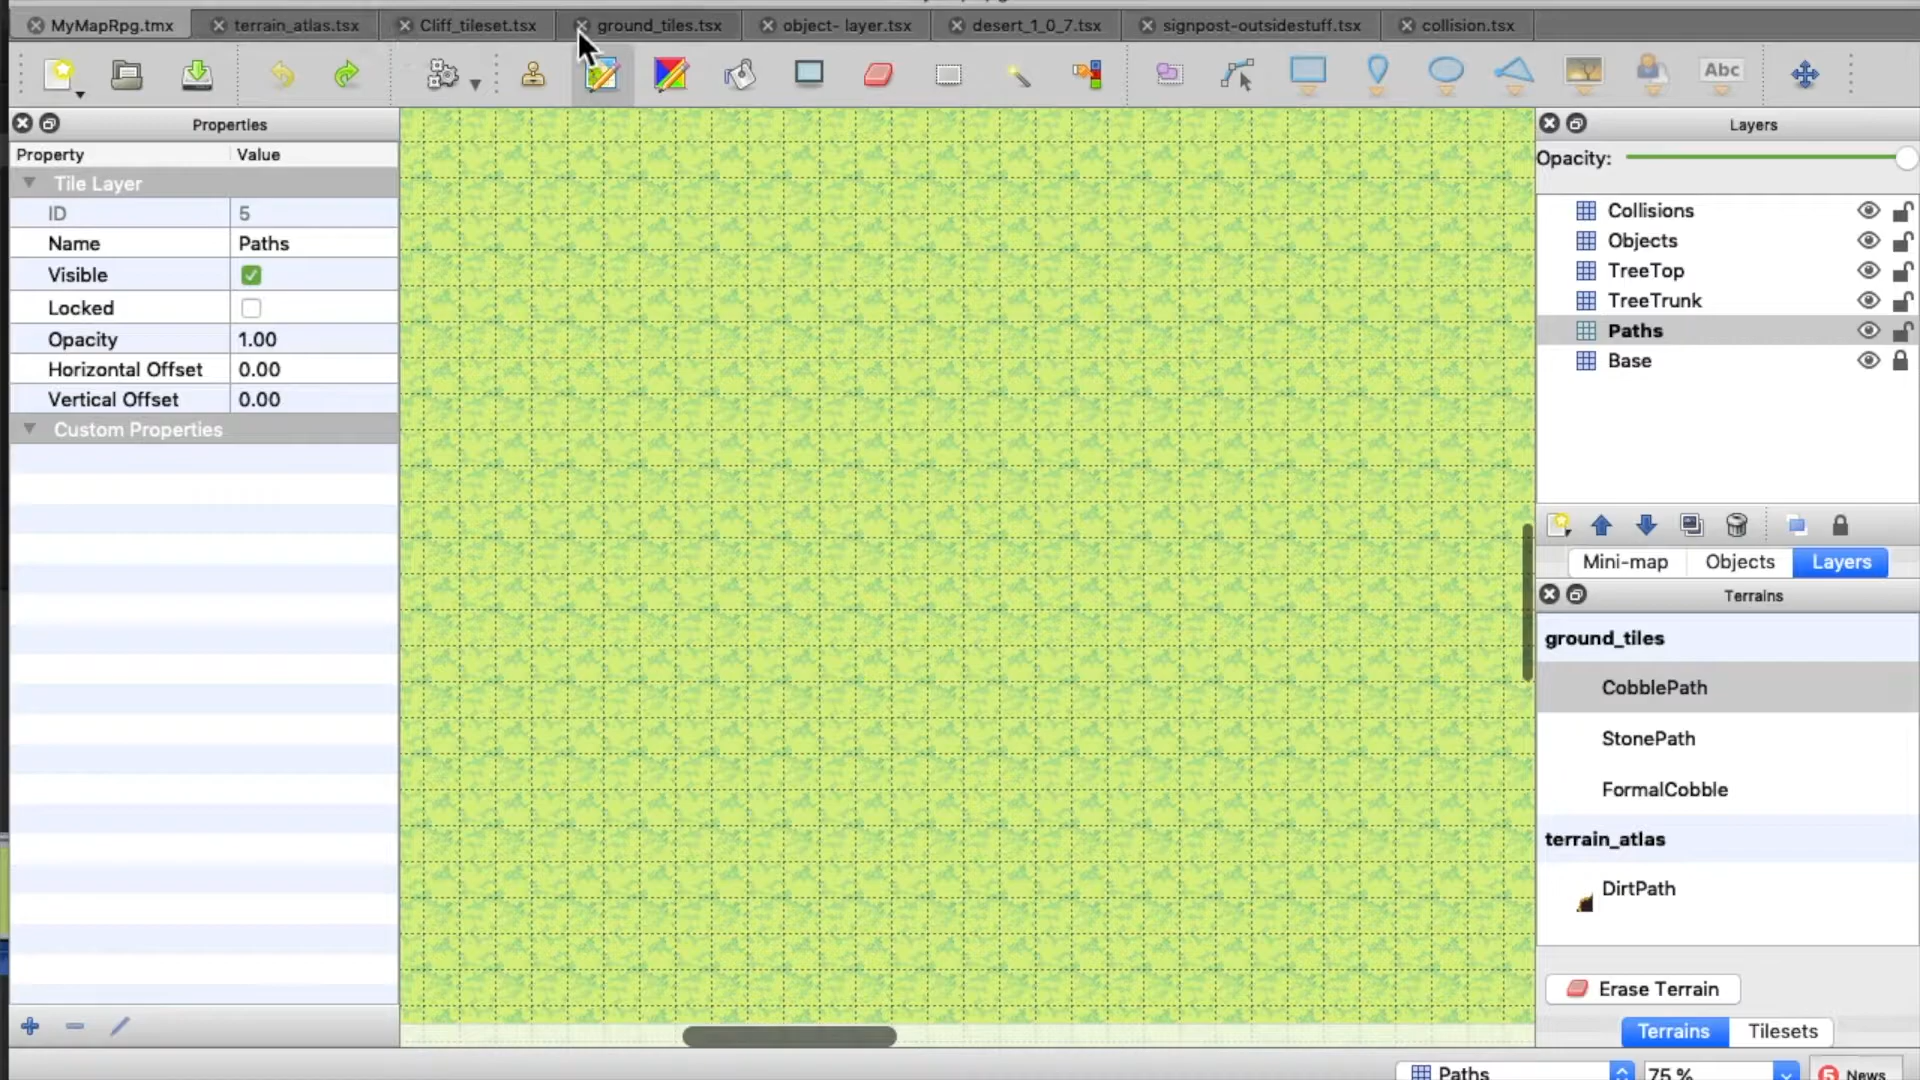 MyMapRpg.tmx terrain_atlas.tsx Cliff_tileset.tsx ground_tiles.tsx object- layer.tsx desert_1_0_7.tsx signpost-outsidestuff.tsx collision.tsx
Abc
Properties
Property Value
Tile Layer
ID 5
Name Paths
Visible
Locked
Opacity 1.00
Horizontal Offset 0.00
Vertical Offset 0.00
Custom Properties
Layers
Opacity:
Collisions
Objects
TreeTop
TreeTrunk
Paths
Base
Mini-map Objects Layers
Terrains
ground_tiles
CobblePath
StonePath
FormalCobble
terrain_atlas
DirtPath
Erase Terrain
Terrains Tilesets
Paths 75 % 5 News